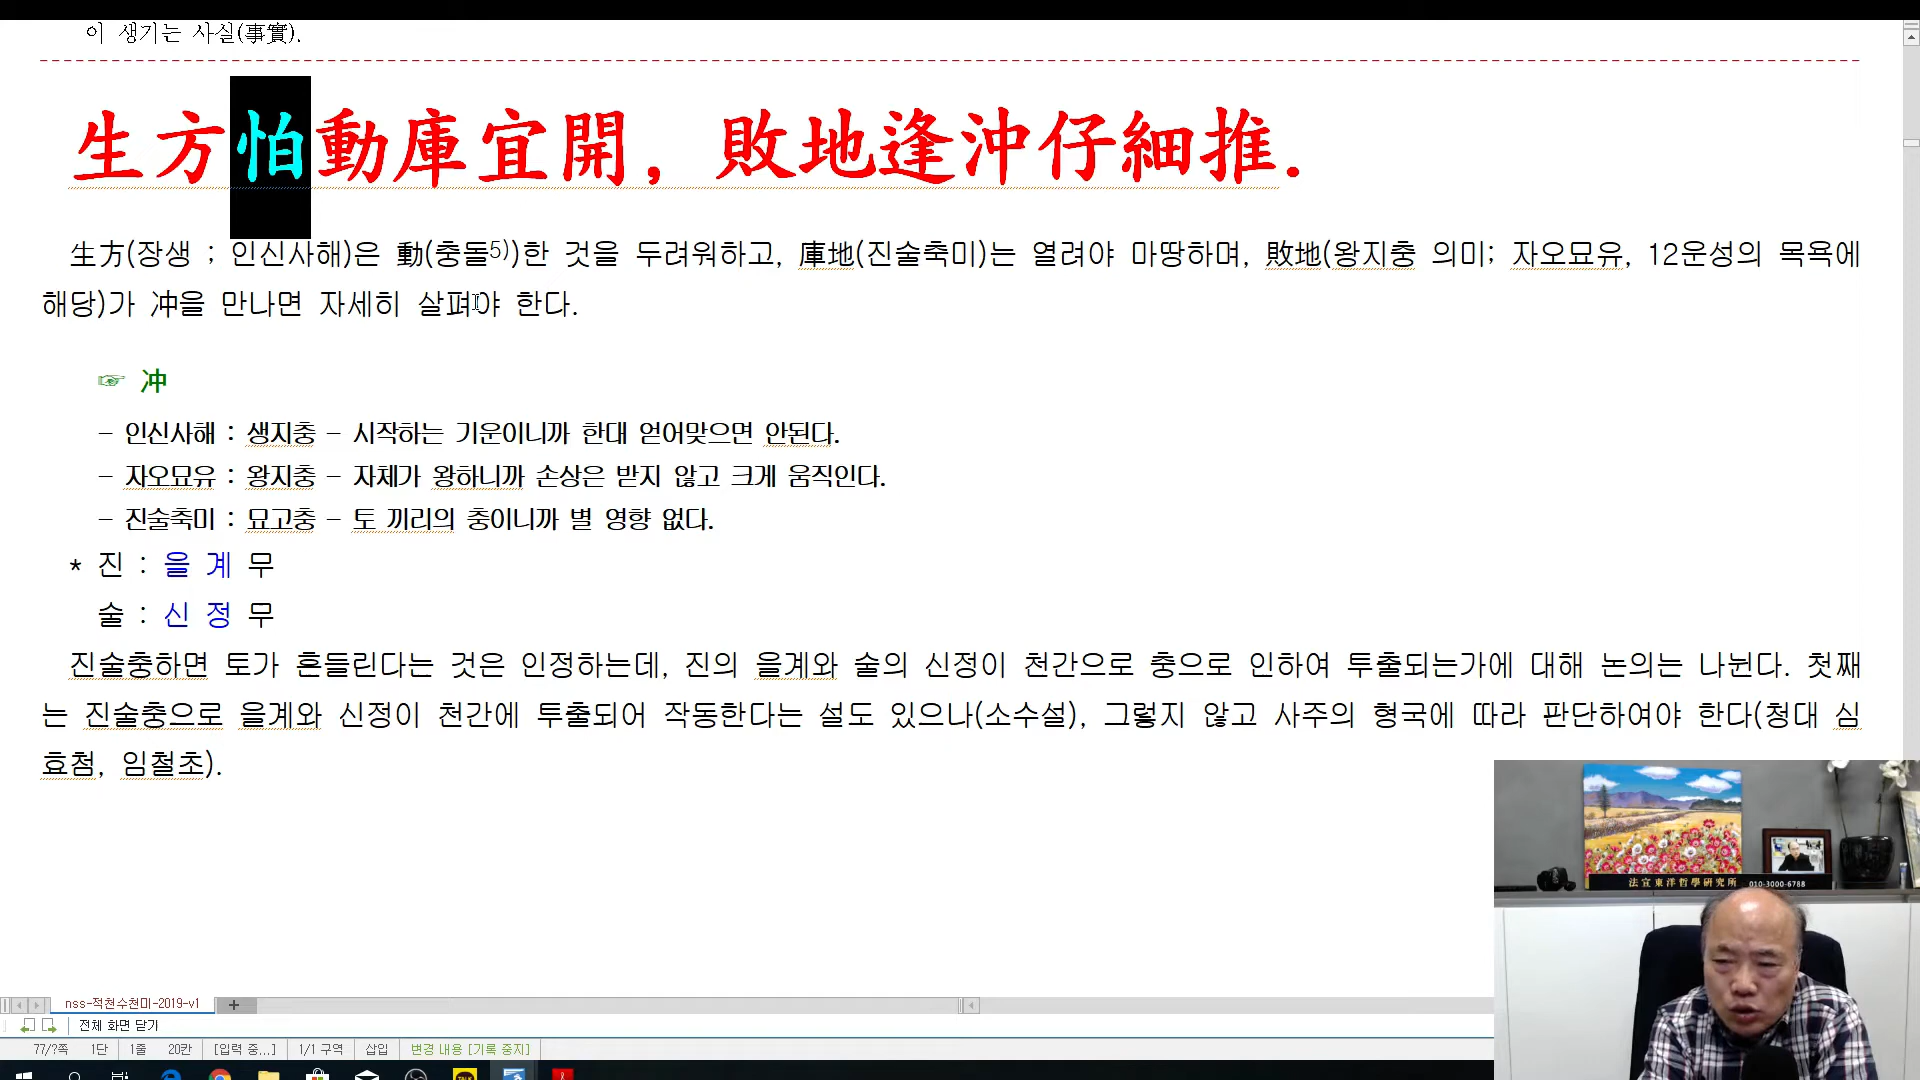 이 생기는 사실(事實).
生方怕動庫宜開, 敗地逢沖仔細推.
生方(장생 ; 인신사해)은 動(충돌5))한 것을 두려워하고, 庫地(진술축미)는 열려야 마땅하며, 敗地(왕지충 의미; 자오묘유, 12운성의 목욕에
해당)가 冲을 만나면 자세히 살펴야 한다.
☞ 冲
- 인신사해 : 생지충 - 시작하는 기운이니까 한대 얻어맞으면 안된다.
- 자오묘유 : 왕지충 - 자체가 왕하니까 손상은 받지 않고 크게 움직인다.
- 진술축미 : 묘고충 - 토 끼리의 충이니까 별 영향 없다.
* 진 : 을 계 무
술 : 신 정 무
진술충하면 토가 흔들린다는 것은 인정하는데, 진의 을계와 술의 신정이 천간으로 충으로 인하여 투출되는가에 대해 논의는 나뉜다. 첫째
는 진술충으로 을계와 신정이 천간에 투출되어 작동한다는 설도 있으나(소수설), 그렇지 않고 사주의 형국에 따라 판단하여야 한다(청대 심
효첨, 임철초).
法宣東洋哲學硏究所 010-3000-6788
nss-적천수천미-2019-v1
전체 화면 닫기
77/?쪽 1단 1줄 20칸 [입력 중...] 1/1 구역 삽입 변경 내용 [기록 중지]